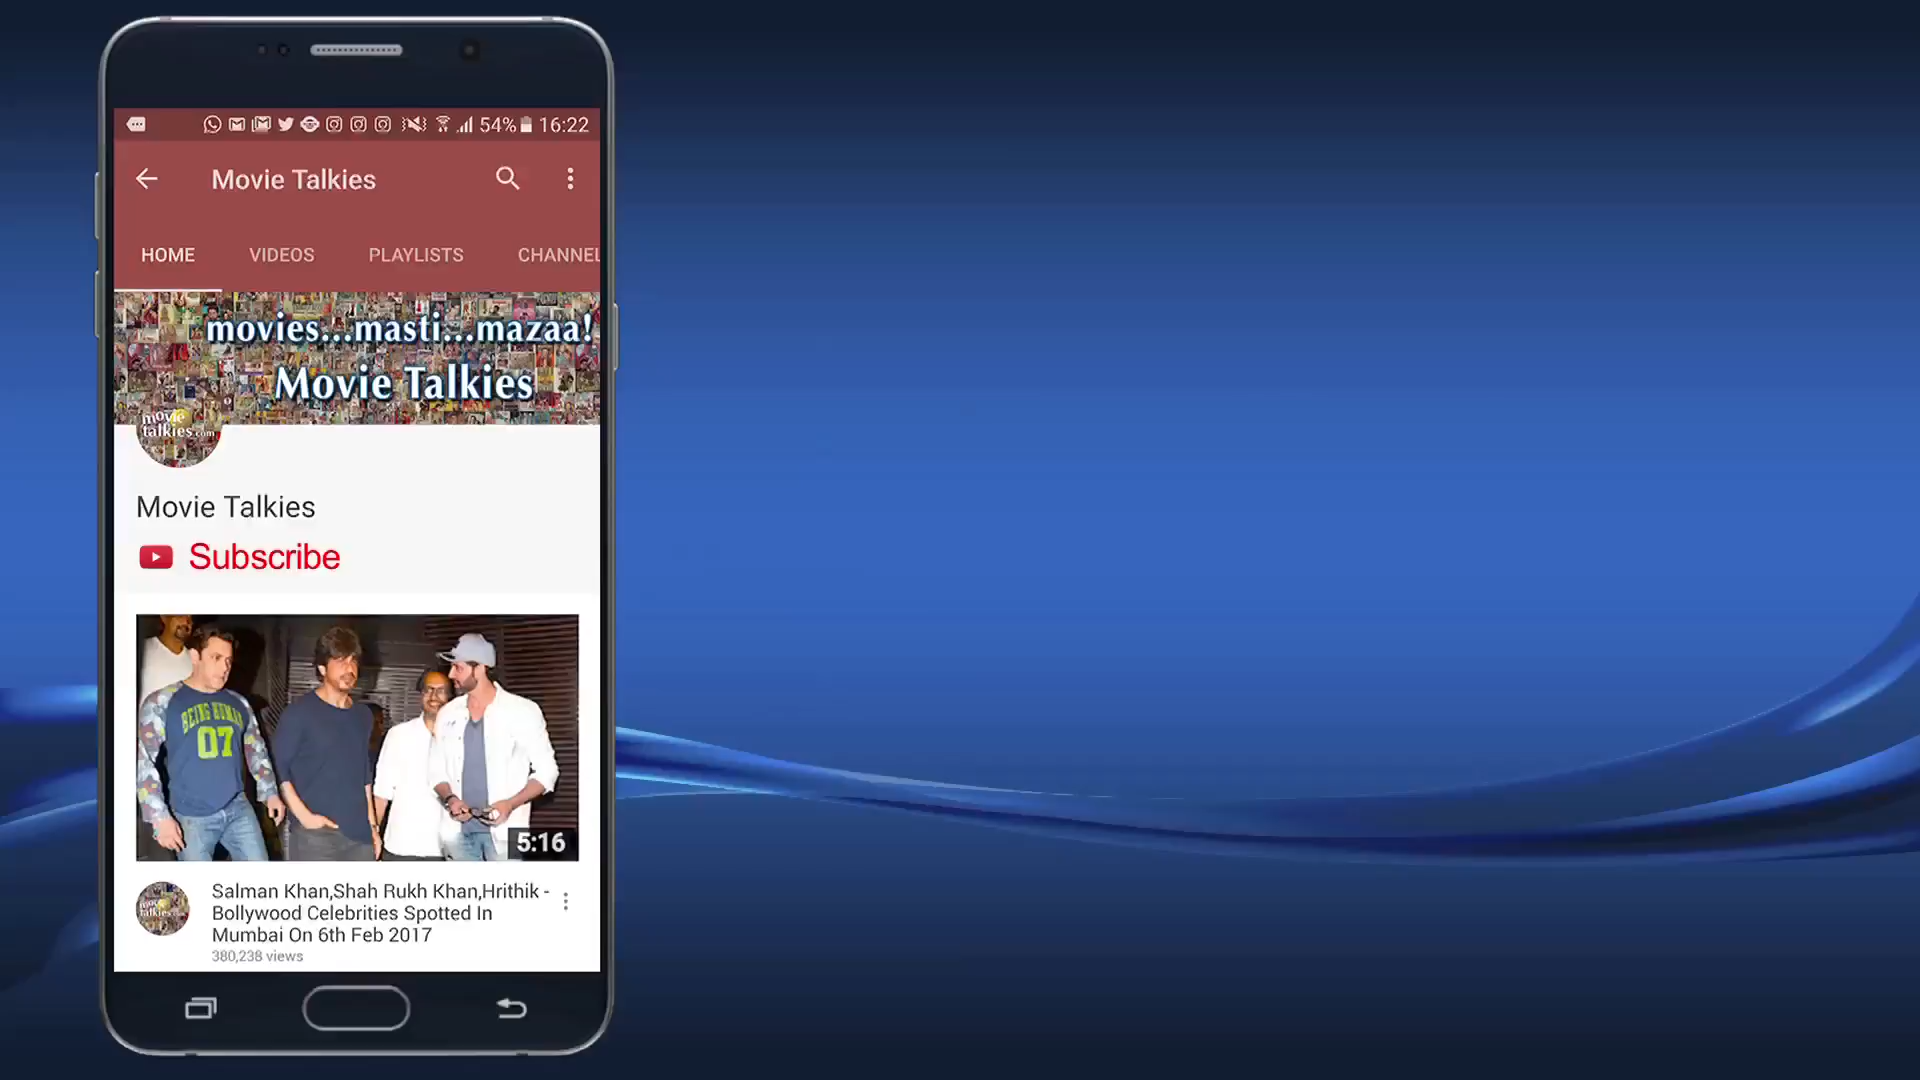 54% 16:22
Movie Talkies
HOME VIDEOS PLAYLISTS CHANNEL
movies...masti...mazaa!
Movie Talkies
movie
talkies.com
Movie Talkies
Subscribe
BEING HUMAN
07
5:16
Salman Khan,Shah Rukh Khan,Hrithik -
Bollywood Celebrities Spotted In
Mumbai On 6th Feb 2017
380,238 views